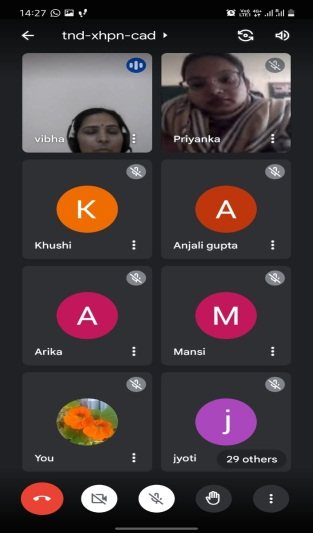 14:27
tnd-xhpn-cad
vibha
Priyanka
K
A
Khushi
Anjali gupta
A
M
Arika
Mansi
j
You
jyoti
29 others